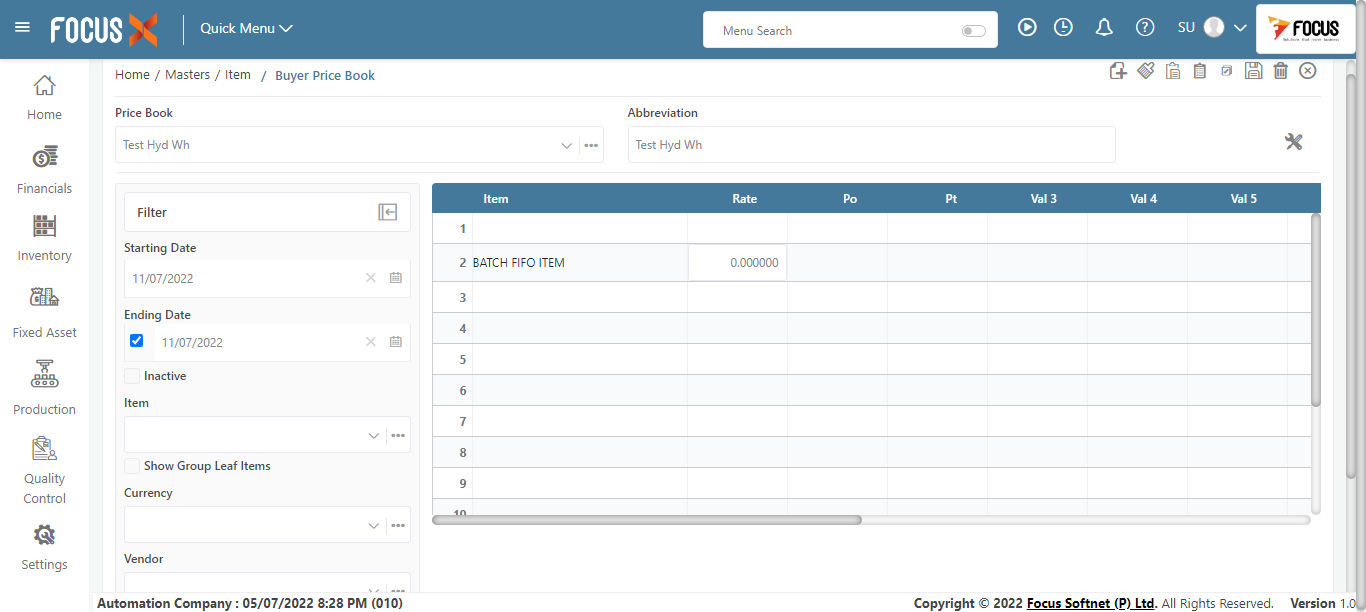 FOCUS X Quick Menu Menu Search SU FOCUS
Home / Masters / Item / Buyer Price Book
Home
Financials
Inventory
Fixed Asset
Production
Quality
Control
Settings
Price Book Abbreviation
Test Hyd Wh Test Hyd Wh
Filter
Starting Date
11/07/2022
Ending Date
11/07/2022
Inactive
Item
Show Group Leaf Items
Currency
Vendor
Item Rate Po Pt Val 3 Val 4 Val 5
1
2 BATCH FIFO ITEM 0.000000
3
4
5
6
7
8
9
10
Automation Company : 05/07/2022 8:28 PM (010) Copyright © 2022 Focus Softnet (P) Ltd. All Rights Reserved. Version 1.0